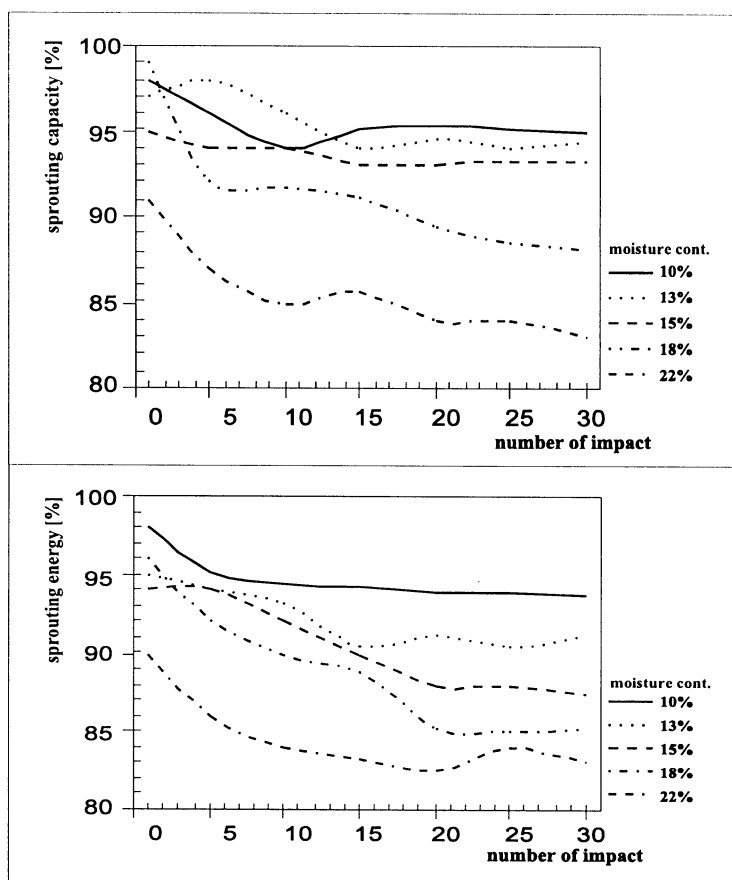 sprouting capacity [%]
100
95
90
85
80
0 5 10 15 20 25 30
number of impact
moisture cont.
10%
13%
15%
18%
22%
sprouting energy [%]
100
95
90
85
80
0 5 10 15 20 25 30
number of impact
moisture cont.
10%
13%
15%
18%
22%